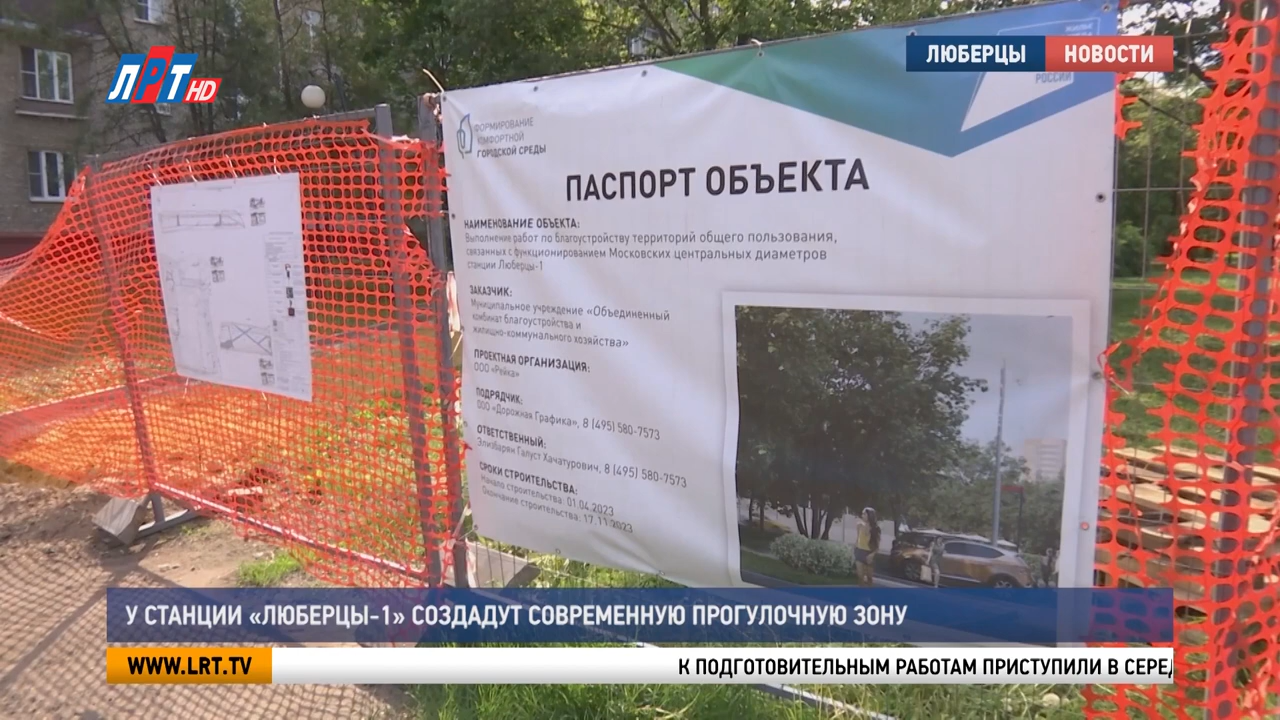 ЛРТ HD
ЛЮБЕРЦЫ НОВОСТИ
РОССИИ
ФОРМИРОВАНИЕ
КОМФОРТНОЙ
ГОРОДСКОЙ СРЕДЫ
ПАСПОРТ ОБЪЕКТА
НАИМЕНОВАНИЕ ОБЪЕКТА:
Выполнение работ по благоустройству территорий общего пользования,
связанных с функционированием Московских центральных диаметров
станции Люберцы-1
ЗАКАЗЧИК:
Муниципальное учреждение «Объединенный
комбинат благоустройства и
жилищно-коммунального хозяйства»
ПРОЕКТНАЯ ОРГАНИЗАЦИЯ:
ООО «Рейка»
ПОДРЯДЧИК:
ООО «Дорожная Графика», 8 (495) 580-7573
ОТВЕТСТВЕННЫЙ:
Элизбарян Галуст Хачатурович, 8 (495) 580-7573
СРОКИ СТРОИТЕЛЬСТВА:
Начало строительства: 01.04.2023
Окончание строительства: 17.11.2023
У СТАНЦИИ «ЛЮБЕРЦЫ-1» СОЗДАДУТ СОВРЕМЕННУЮ ПРОГУЛОЧНУЮ ЗОНУ
WWW.LRT.TV
К ПОДГОТОВИТЕЛЬНЫМ РАБОТАМ ПРИСТУПИЛИ В СЕРЕД